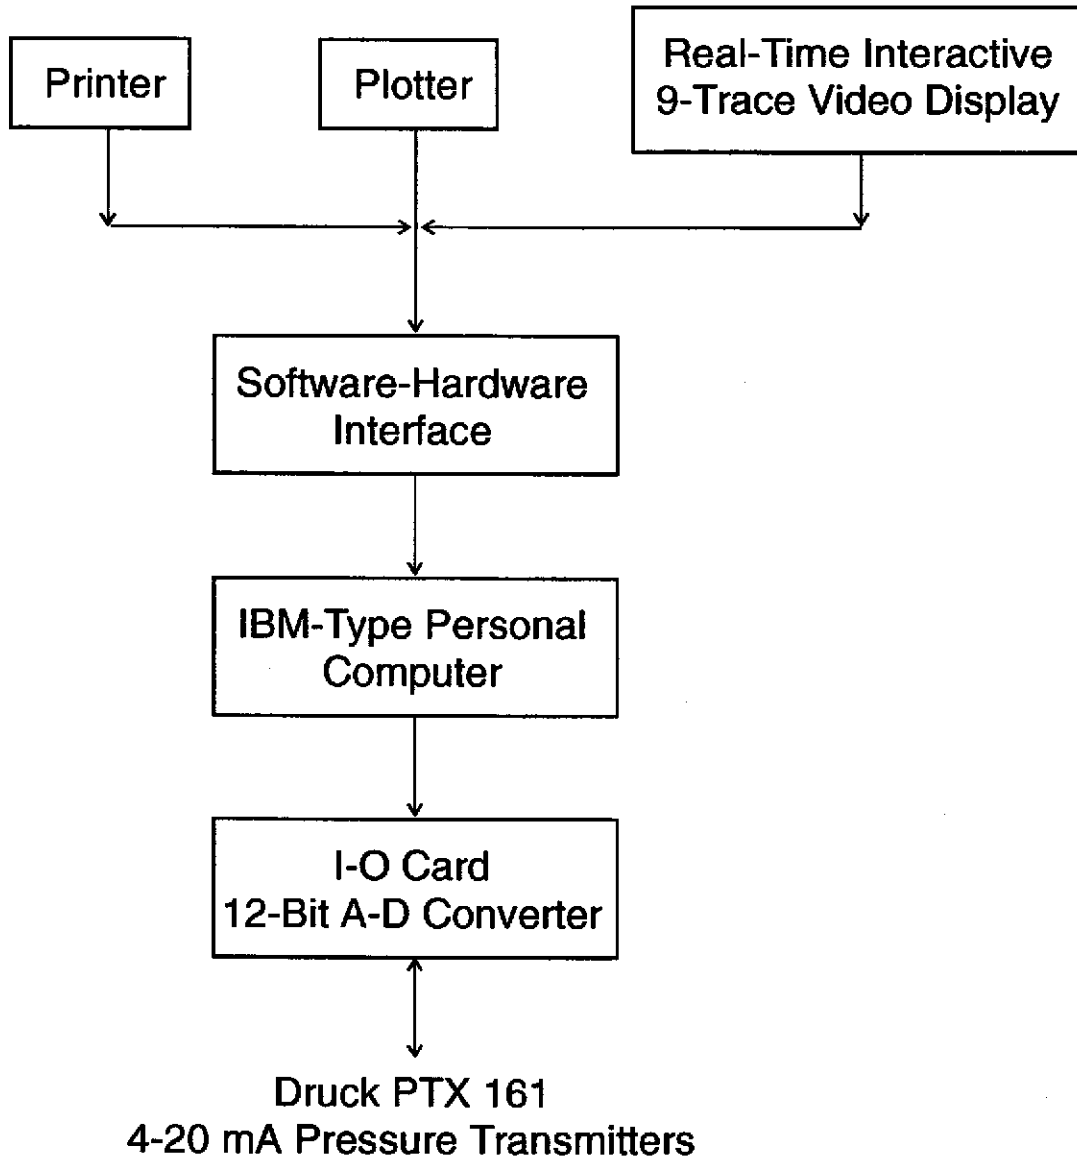 Printer
Plotter
Real-Time Interactive
9-Trace Video Display
Software-Hardware
Interface
IBM-Type Personal
Computer
I-O Card
12-Bit A-D Converter
Druck PTX 161
4-20 mA Pressure Transmitters